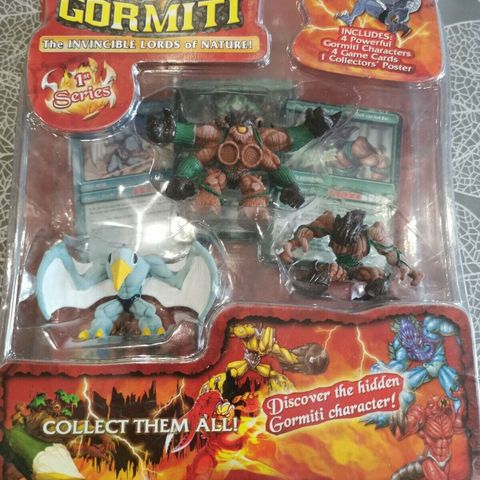 GORMITI
The INVINCIBLE LORDS of NATURE!
1st
Series
INCLUDES:
4 Powerful
Gormiti Characters
4 Game Cards
1 Collectors' Poster
Discover the hidden
Gormiti character!
COLLECT THEM ALL!